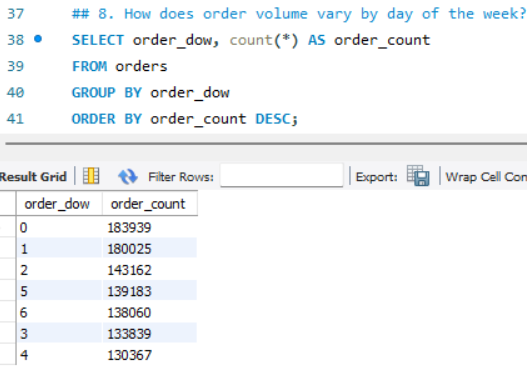 37 ## 8. How does order volume vary by day of the week?
38 SELECT order_dow, count(*) AS order_count
39 FROM orders
40 GROUP BY order_dow
41 ORDER BY order_count DESC;
Result Grid Filter Rows: Export: Wrap Cell Con
order_dow order_count
0 183939
1 180025
2 143162
5 139183
6 138060
3 133839
4 130367